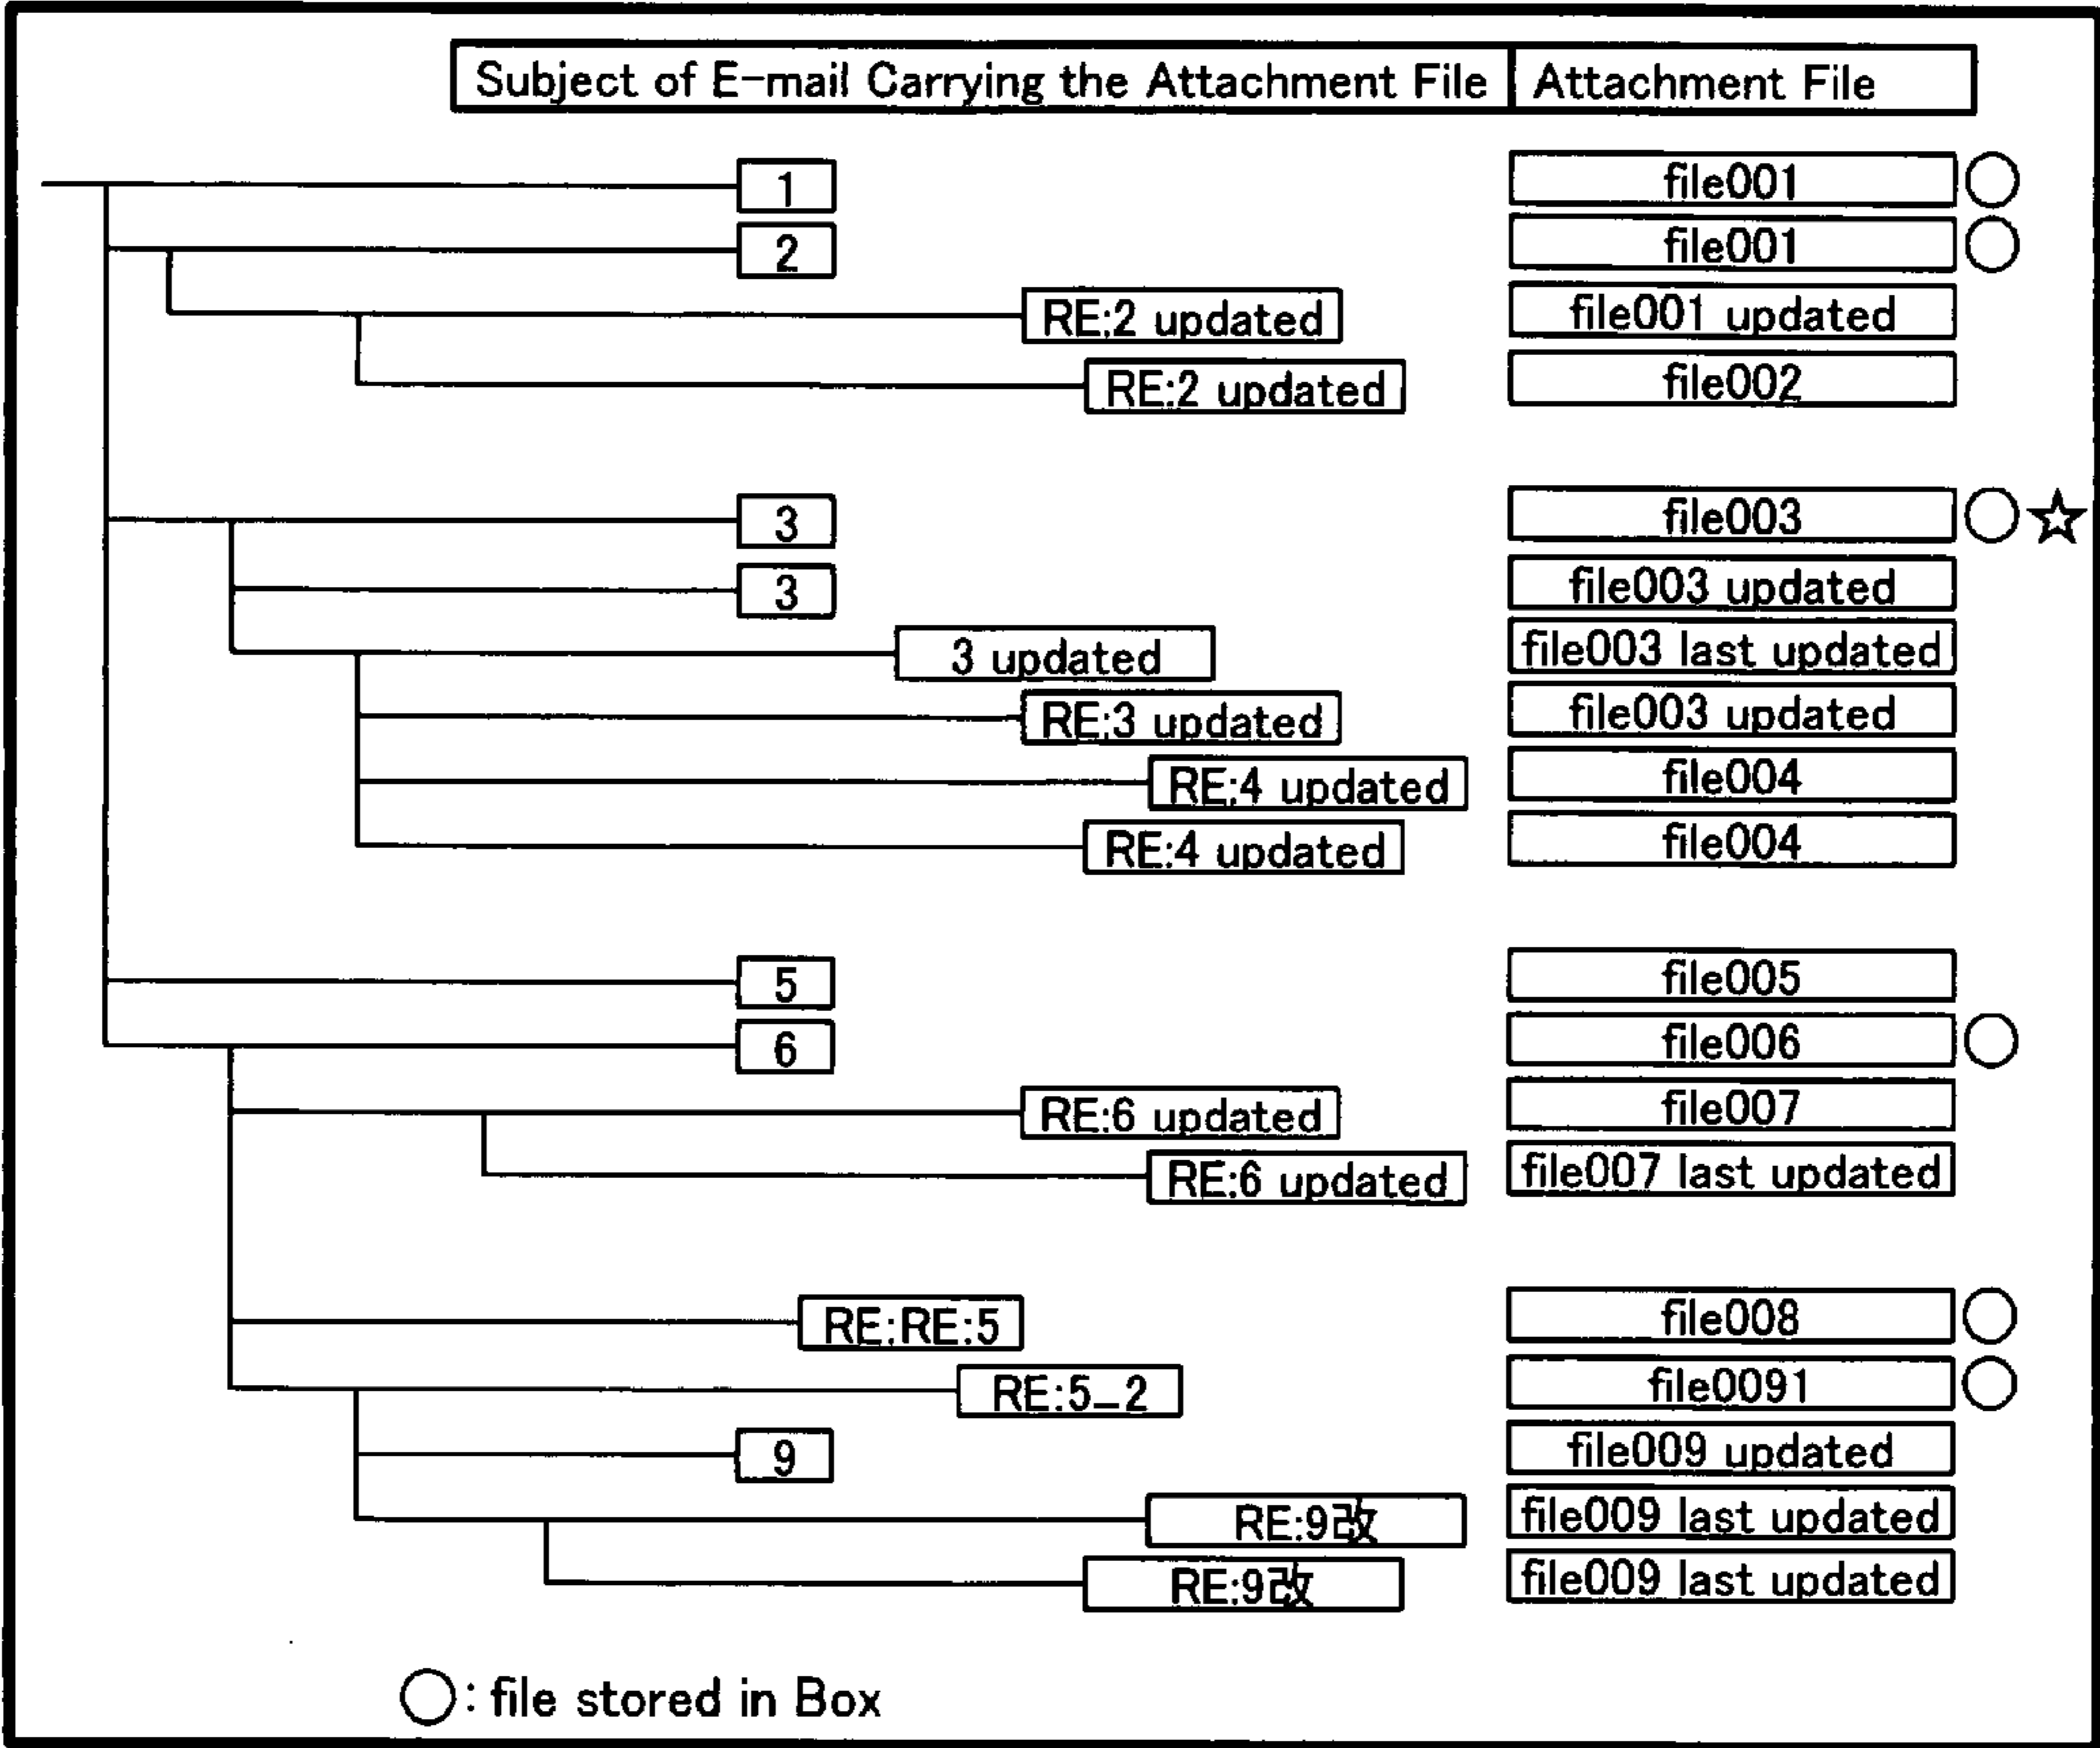 Subject of E-mail Carrying the Attachment File Attachment File
1 file001 ○
2 file001 ○
RE:2 updated file001 updated
RE:2 updated file002
3 file003 ○☆
3 file003 updated
3 updated file003 last updated
RE:3 updated file003 updated
RE:4 updated file004
RE:4 updated file004
5 file005
6 file006 ○
RE:6 updated file007
RE:6 updated file007 last updated
RE:RE:5 file008 ○
RE:5_2 file0091 ○
9 file009 updated
RE:9改 file009 last updated
RE:9改 file009 last updated
○: file stored in Box